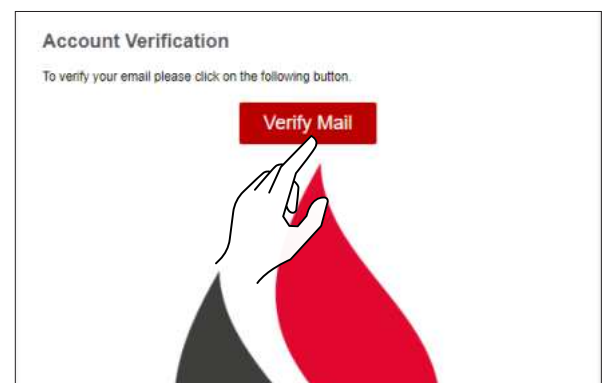 Account Verification
To verify your email please click on the following button.
Verify Mail